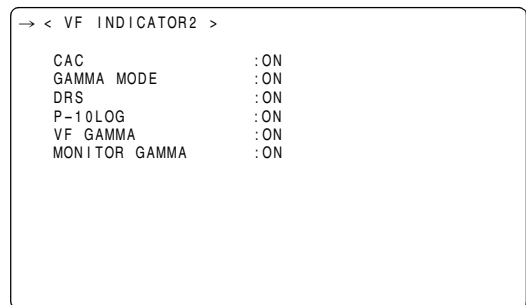 → < VF INDICATOR2 >
CAC :ON
GAMMA MODE :ON
DRS :ON
P-10LOG :ON
VF GAMMA :ON
MONITOR GAMMA :ON